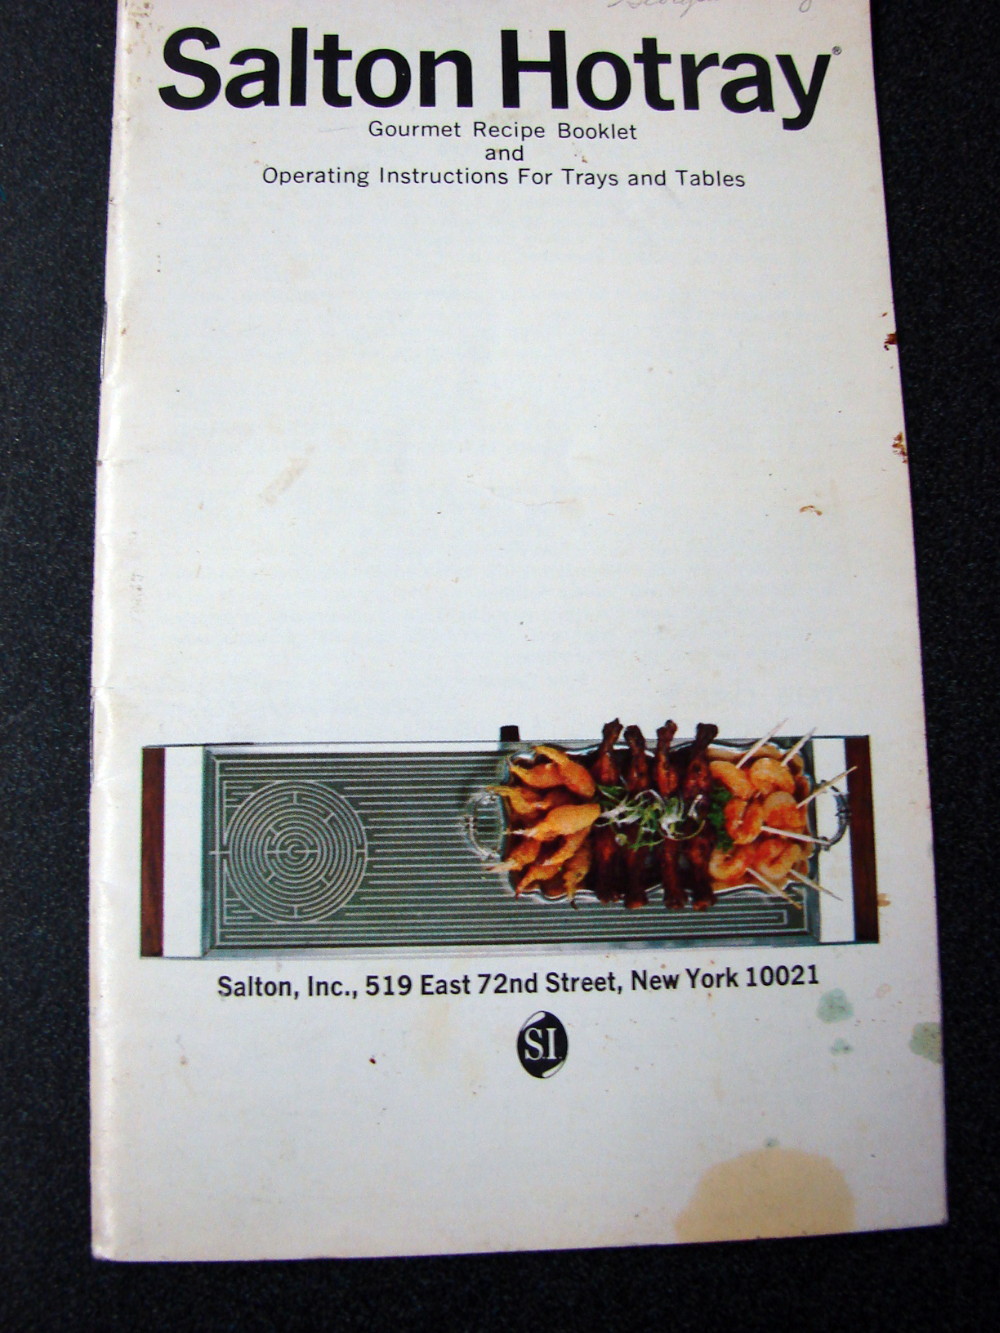 Salton Hotray®
Gourmet Recipe Booklet
and
Operating Instructions For Trays and Tables
Salton, Inc., 519 East 72nd Street, New York 10021
S.I.